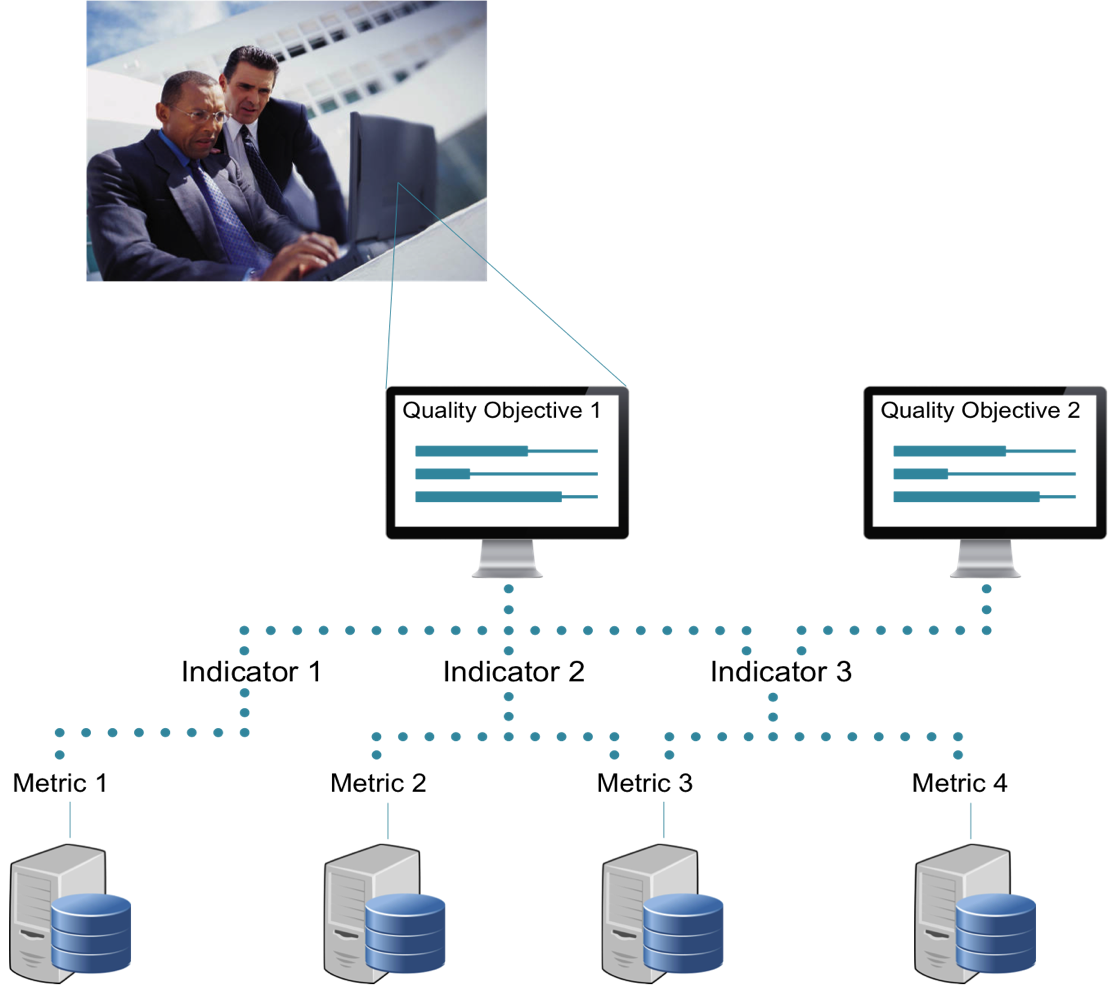 Quality Objective 1
Quality Objective 2
Indicator 1
Indicator 2
Indicator 3
Metric 1
Metric 2
Metric 3
Metric 4